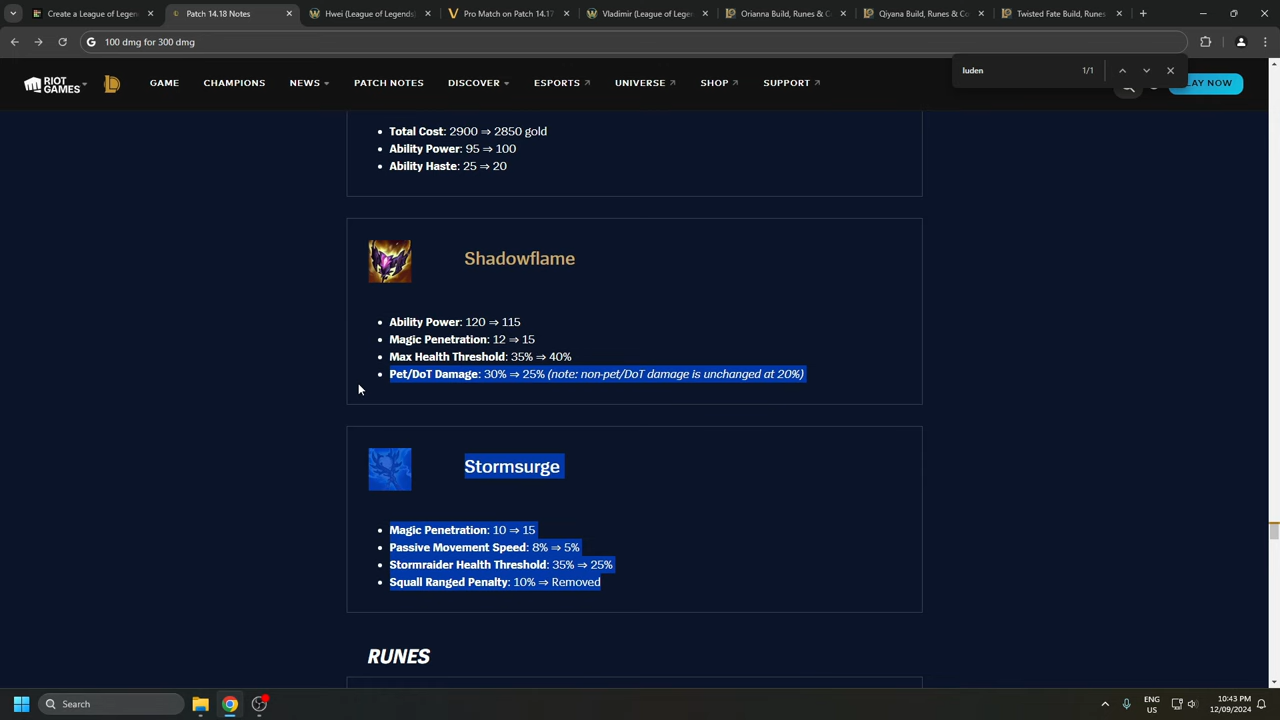 Create a League of Legen
Patch 14.18 Notes
Hwei (League of Legends)
Pro Match on Patch 14.17
Vladimir (League of Legen
Orianna Build, Runes & C
Qiyana Build, Runes & Co
Twisted Fate Build, Runes
100 dmg for 300 dmg
luden
1/1
RIOT GAMES
GAME
CHAMPIONS
NEWS
PATCH NOTES
DISCOVER
ESPORTS
UNIVERSE
SHOP
SUPPORT
LAY NOW
Total Cost: 2900 ⇒ 2850 gold
Ability Power: 95 ⇒ 100
Ability Haste: 25 ⇒ 20
Shadowflame
Ability Power: 120 ⇒ 115
Magic Penetration: 12 ⇒ 15
Max Health Threshold: 35% ⇒ 40%
Pet/DoT Damage: 30% ⇒ 25% (note: non-pet/DoT damage is unchanged at 20%)
Stormsurge
Magic Penetration: 10 ⇒ 15
Passive Movement Speed: 8% ⇒ 5%
Stormraider Health Threshold: 35% ⇒ 25%
Squall Ranged Penalty: 10% ⇒ Removed
RUNES
Search
ENG
US
10:43 PM
12/09/2024